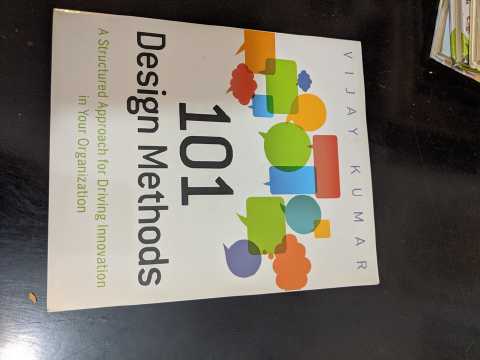 VIJAY KUMAR
101
Design Methods
A Structured Approach for Driving Innovation
in Your Organization